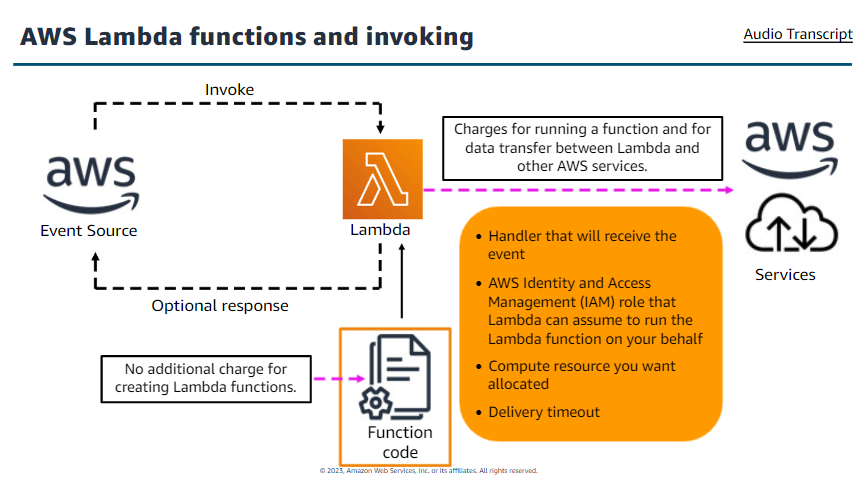 AWS Lambda functions and invoking
Audio Transcript
Invoke
aws
Event Source
Lambda
Optional response
Charges for running a function and for
data transfer between Lambda and
other AWS services.
aws
Services
• Handler that will receive the
event
• AWS Identity and Access
Management (IAM) role that
Lambda can assume to run the
Lambda function on your behalf
• Compute resource you want
allocated
• Delivery timeout
No additional charge for
creating Lambda functions.
Function
code
© 2023, Amazon Web Services, Inc. or its affiliates. All rights reserved.